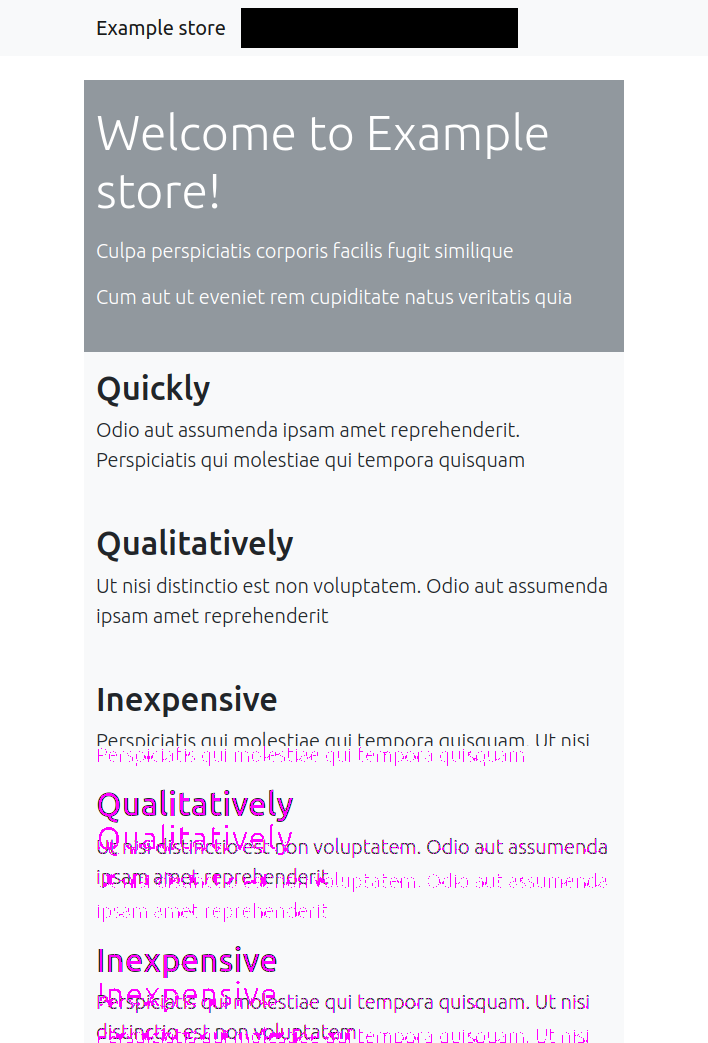 Example store
Welcome to Example
store!
Culpa perspiciatis corporis facilis fugit similique
Cum aut ut eveniet rem cupiditate natus veritatis quia
Quickly
Odio aut assumenda ipsam amet reprehenderit.
Perspiciatis qui molestiae qui tempora quisquam
Qualitatively
Ut nisi distinctio est non voluptatem. Odio aut assumenda
ipsam amet reprehenderit
Inexpensive
Perspiciatis qui molestiae qui tempora quisquam. Ut nisi
Perspiciatis qui molestiae qui tempora quisquam
Qualitatively
Qualitatively
Ut nisi distinctio est non voluptatem. Odio aut assumenda
ipsam amet reprehenderit
Ut nisi distinctio est non voluptatem. Odio aut assumenda
ipsam amet reprehenderit
Inexpensive
Inexpensive
Perspiciatis qui molestiae qui tempora quisquam. Ut nisi
distinctio est non voluptatem
Perspiciatis qui molestiae qui tempora quisquam. Ut nisi